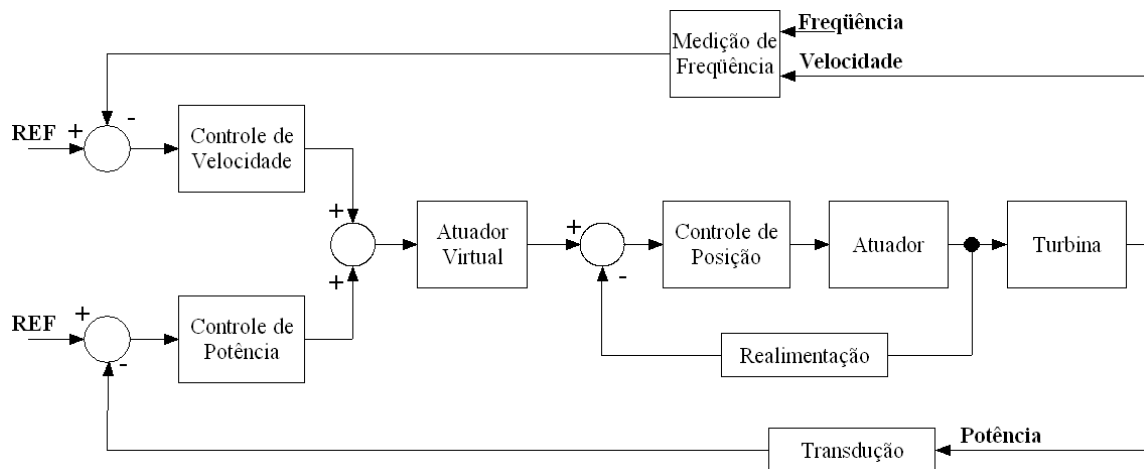 Freqüência
Medição de
Freqüência
Velocidade
REF
+
-
Controle de
Velocidade
+
Atuador
Virtual
+
-
Controle de
Posição
Atuador
Turbina
+
REF
+
-
Controle de
Potência
Realimentação
Transdução
Potência